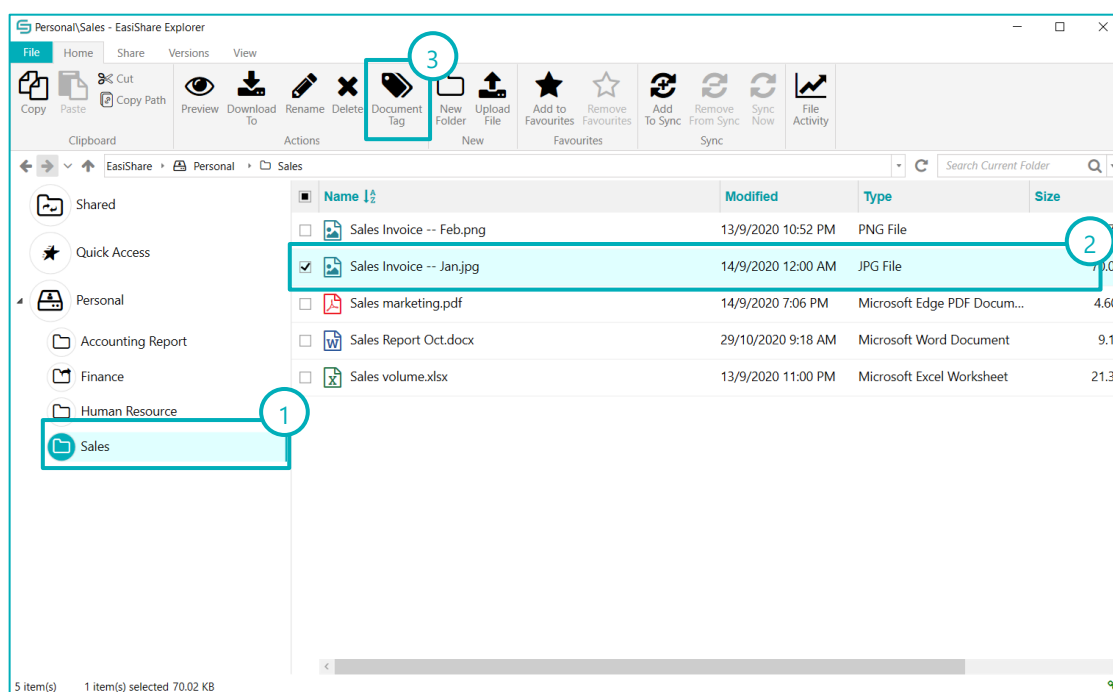 Personal\Sales - EasiShare Explorer
File Home Share Versions View
3
Cut
Copy Path
Copy Paste Preview Download To Rename Delete Document Tag New Folder Upload File Add to Favourites Remove Favourites Add To Sync Remove From Sync Sync Now File Activity
Clipboard Actions New Favourites Sync
EasiShare Personal Sales Search Current Folder
Name Modified Type Size
Shared
Sales Invoice -- Feb.png 13/9/2020 10:52 PM PNG File
2
Quick Access
Sales Invoice -- Jan.jpg 14/9/2020 12:00 AM JPG File
Personal
Sales marketing.pdf 14/9/2020 7:06 PM Microsoft Edge PDF Docum... 4.60
Accounting Report
Sales Report Oct.docx 29/10/2020 9:18 AM Microsoft Word Document 9.1
Finance
Sales volume.xlsx 13/9/2020 11:00 PM Microsoft Excel Worksheet 21.3
Human Resource
1
Sales
5 item(s) 1 item(s) selected 70.02 KB